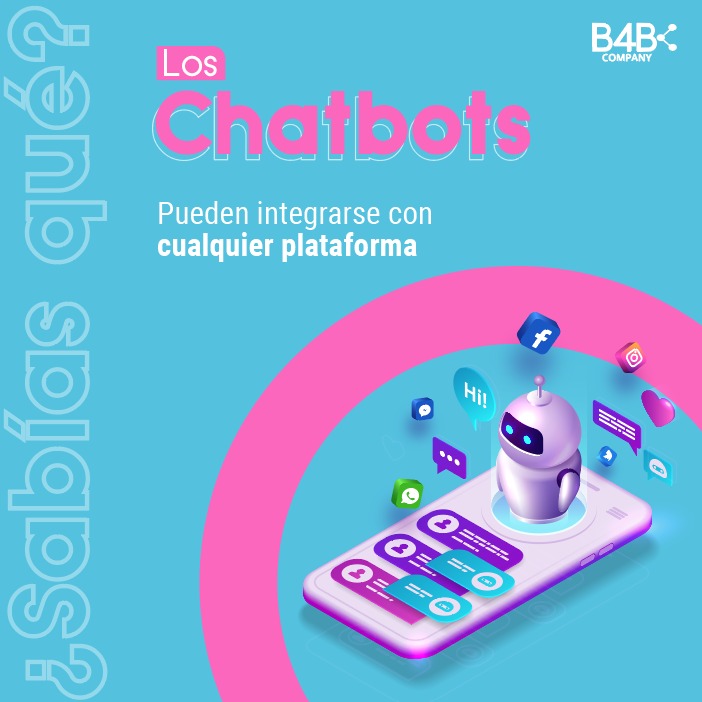 ¿Sabías qué?
B4B
COMPANY
Los
Chatbots
Pueden integrarse con
cualquier plataforma
Hi!